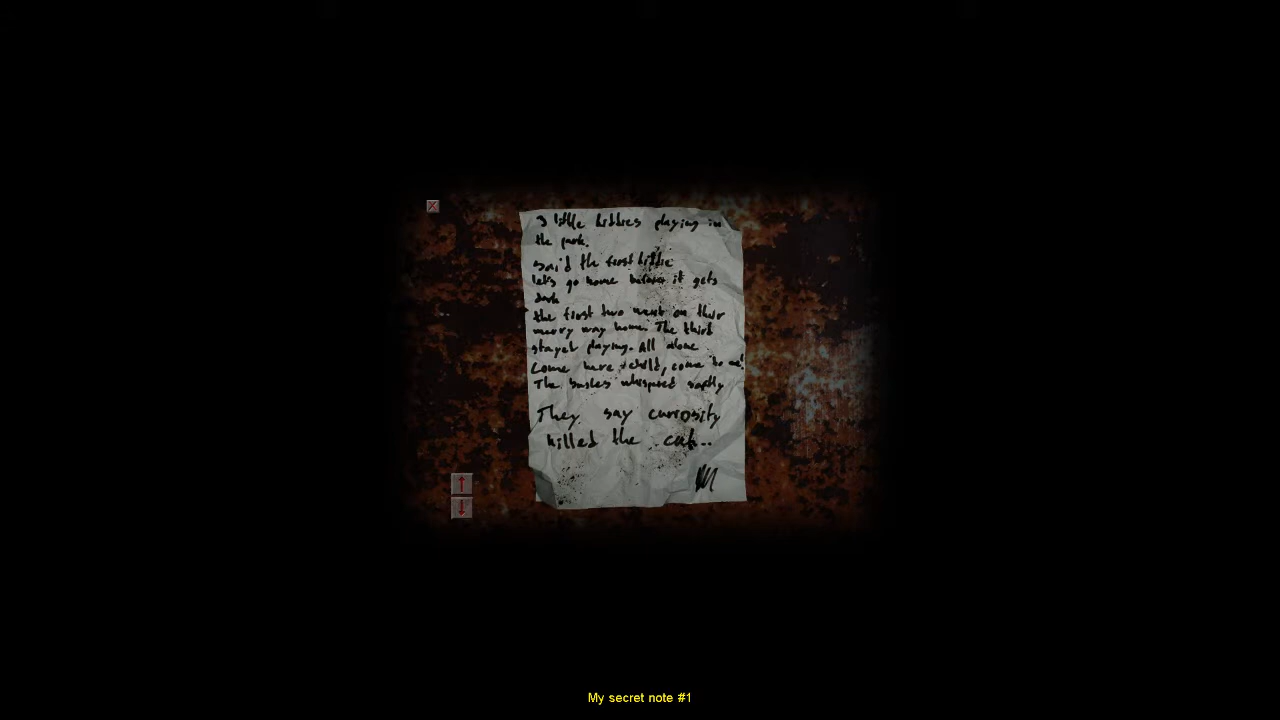 3 little kiddies playing in
the park.
said the first kiddie
let's go home before it gets
dark
the first two went on their
merry way home. The third
stayed playing. All alone
Come here child, come to me!
The bushes whispered softly
They say curiosity
killed the cat..
My secret note #1